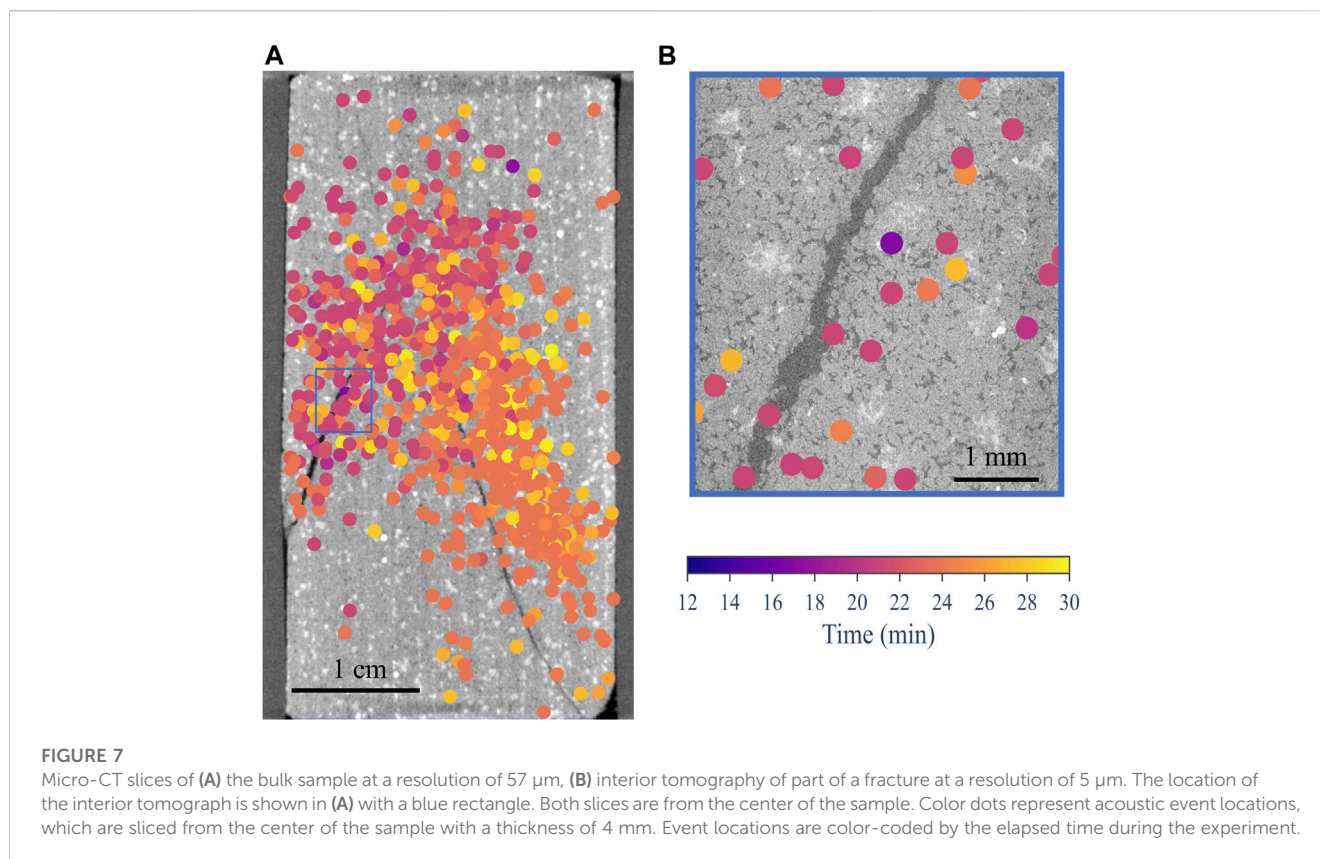 A
B
1 cm
1 mm
12 14 16 18 20 22 24 26 28 30
Time (min)
FIGURE 7
Micro-CT slices of (A) the bulk sample at a resolution of 57 μm, (B) interior tomography of part of a fracture at a resolution of 5 μm. The location of
the interior tomograph is shown in (A) with a blue rectangle. Both slices are from the center of the sample. Color dots represent acoustic event locations,
which are sliced from the center of the sample with a thickness of 4 mm. Event locations are color-coded by the elapsed time during the experiment.